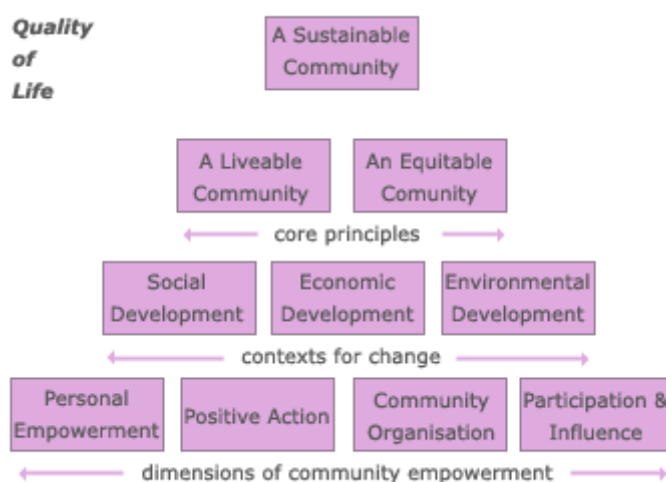 Quality
of
Life
A Sustainable
Community
A Liveable
Community
An Equitable
Comunity
core principles
Social
Development
Economic
Development
Environmental
Development
contexts for change
Personal
Empowerment
Positive Action
Community
Organisation
Participation &
Influence
dimensions of community empowerment